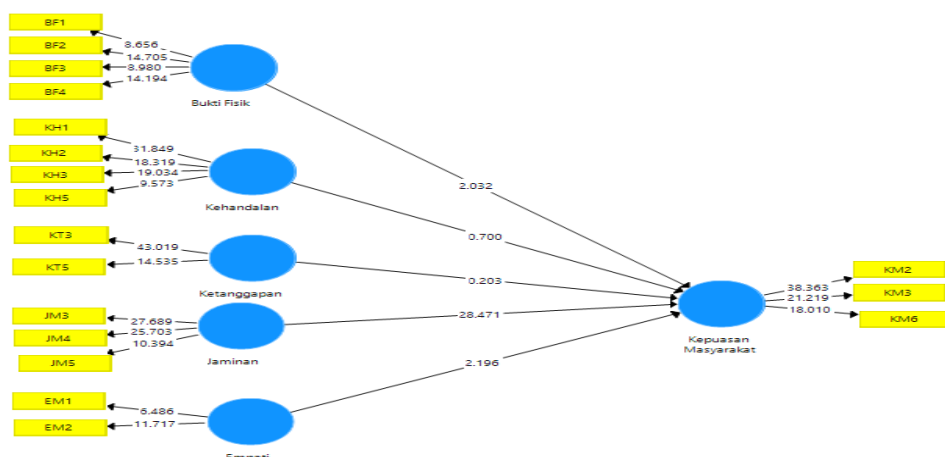 BF1
8.656
BF2
14.705
BF3
8.980
BF4
14.194
Bukti Fisik
KH1
31.849
KH2
18.319
KH3
19.034
KH5
9.573
Kehandalan
KT3
43.019
KT5
14.535
Ketanggapan
JM3
27.689
JM4
25.703
JM5
10.394
Jaminan
EM1
6.486
EM2
11.717
Empati
2.032
0.700
0.203
28.471
2.196
Kepuasan
Masyarakat
KM2
38.363
KM3
21.219
KM6
18.010